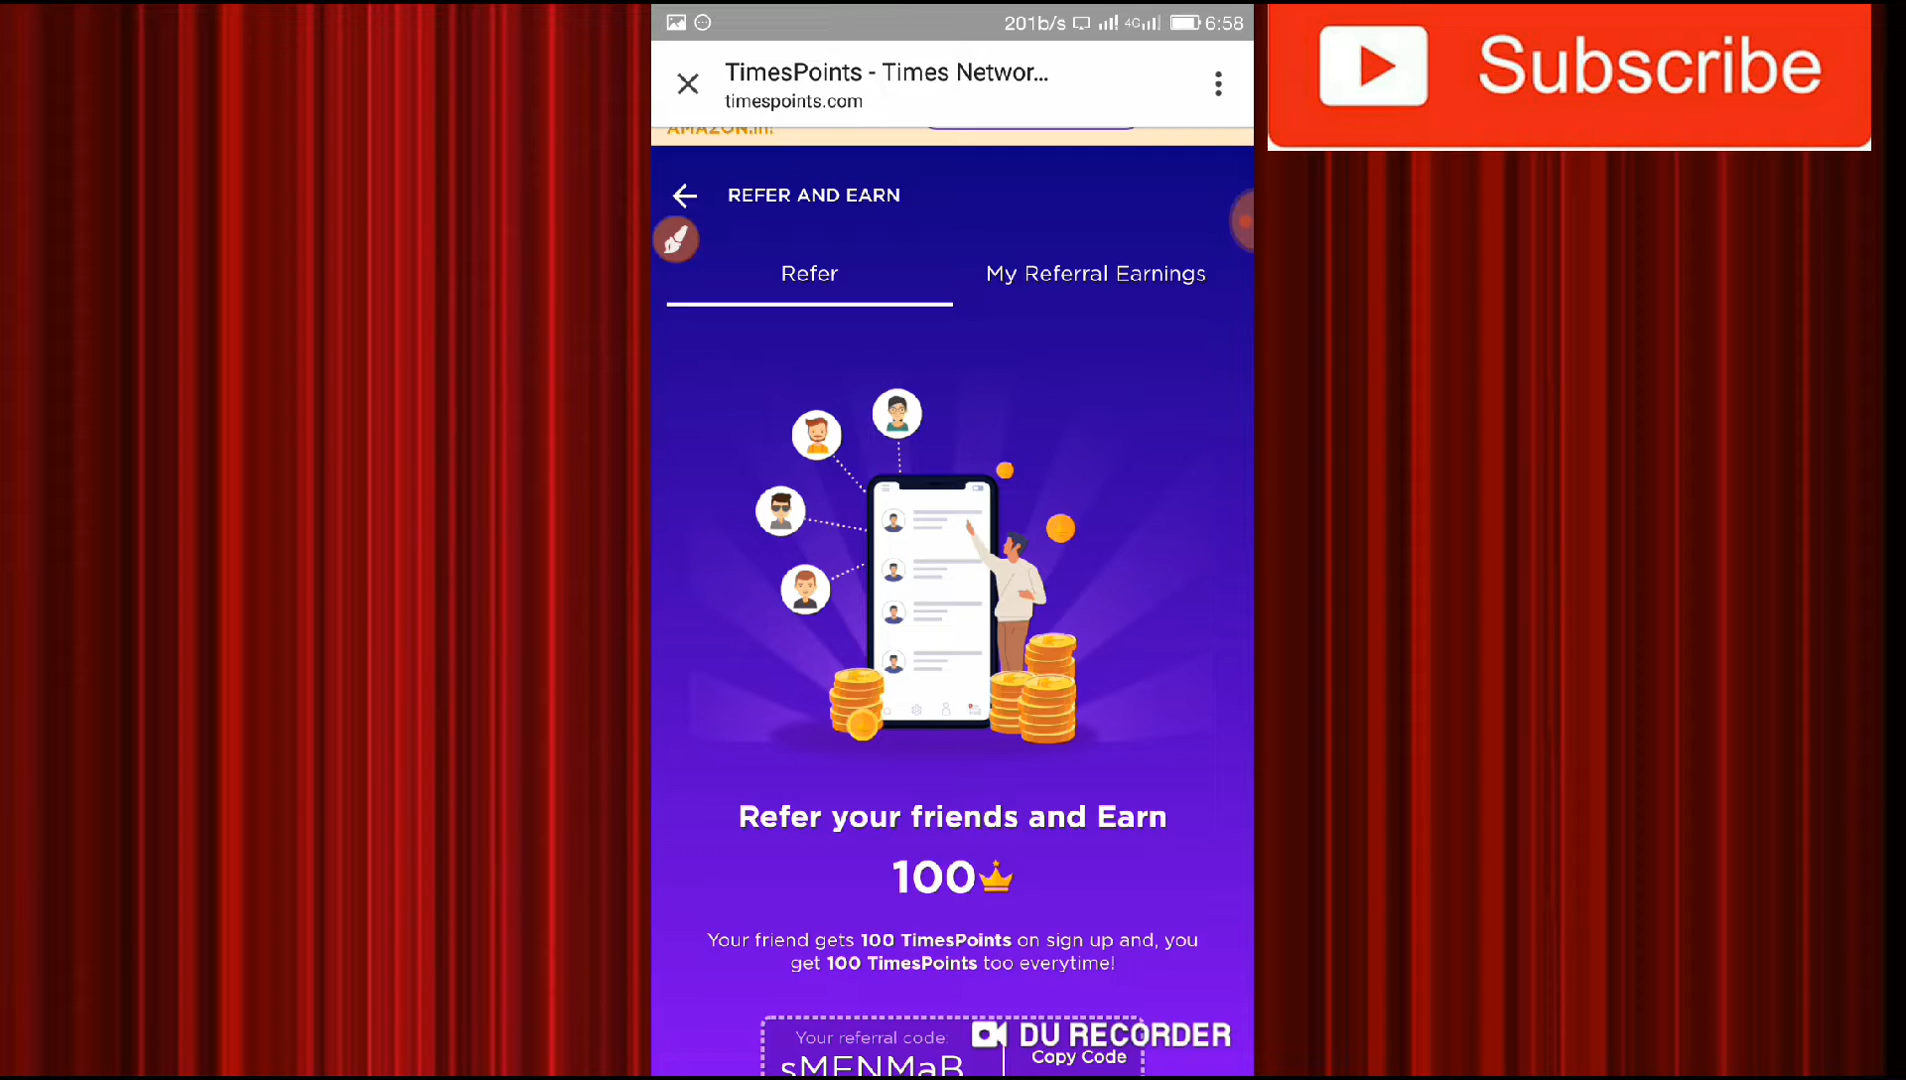 201b/s 4G 6:58
Subscribe
TimesPoints - Times Networ...
timespoints.com
AMAZON.in!
REFER AND EARN
Refer My Referral Earnings
Refer your friends and Earn
100
Your friend gets 100 TimesPoints on sign up and, you
get 100 TimesPoints too everytime!
Your referral code:
DU RECORDER
Copy Code